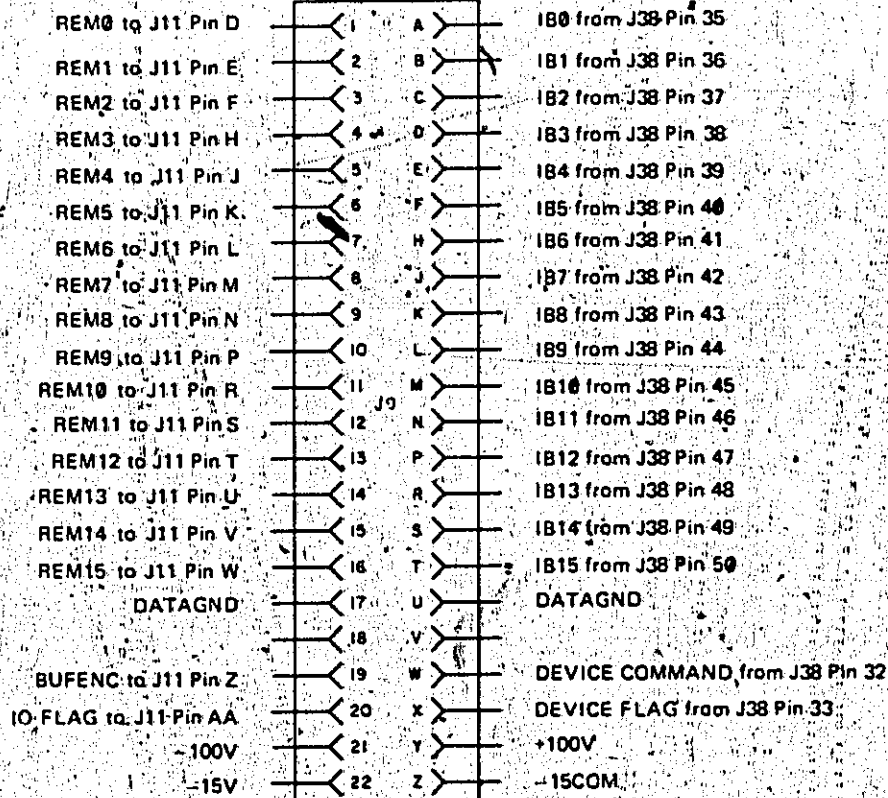 REM0 to J11 Pin D 1 A IB0 from J38 Pin 35
REM1 to J11 Pin E 2 B IB1 from J38 Pin 36
REM2 to J11 Pin F 3 C IB2 from J38 Pin 37
REM3 to J11 Pin H 4 D IB3 from J38 Pin 38
REM4 to J11 Pin J 5 E IB4 from J38 Pin 39
REM5 to J11 Pin K 6 F IB5 from J38 Pin 40
REM6 to J11 Pin L 7 H IB6 from J38 Pin 41
REM7 to J11 Pin M 8 J IB7 from J38 Pin 42
REM8 to J11 Pin N 9 K IB8 from J38 Pin 43
REM9 to J11 Pin P 10 L IB9 from J38 Pin 44
REM10 to J11 Pin R 11 M IB10 from J38 Pin 45
J9
REM11 to J11 Pin S 12 N IB11 from J38 Pin 46
REM12 to J11 Pin T 13 P IB12 from J38 Pin 47
REM13 to J11 Pin U 14 R IB13 from J38 Pin 48
REM14 to J11 Pin V 15 S IB14 from J38 Pin 49
REM15 to J11 Pin W 16 T IB15 from J38 Pin 50
DATAGND 17 U DATAGND
18 V
BUFENC to J11 Pin Z 19 W DEVICE COMMAND from J38 Pin 32
IO FLAG to J11 Pin AA 20 X DEVICE FLAG from J38 Pin 33
-100V 21 Y +100V
-15V 22 Z -15COM